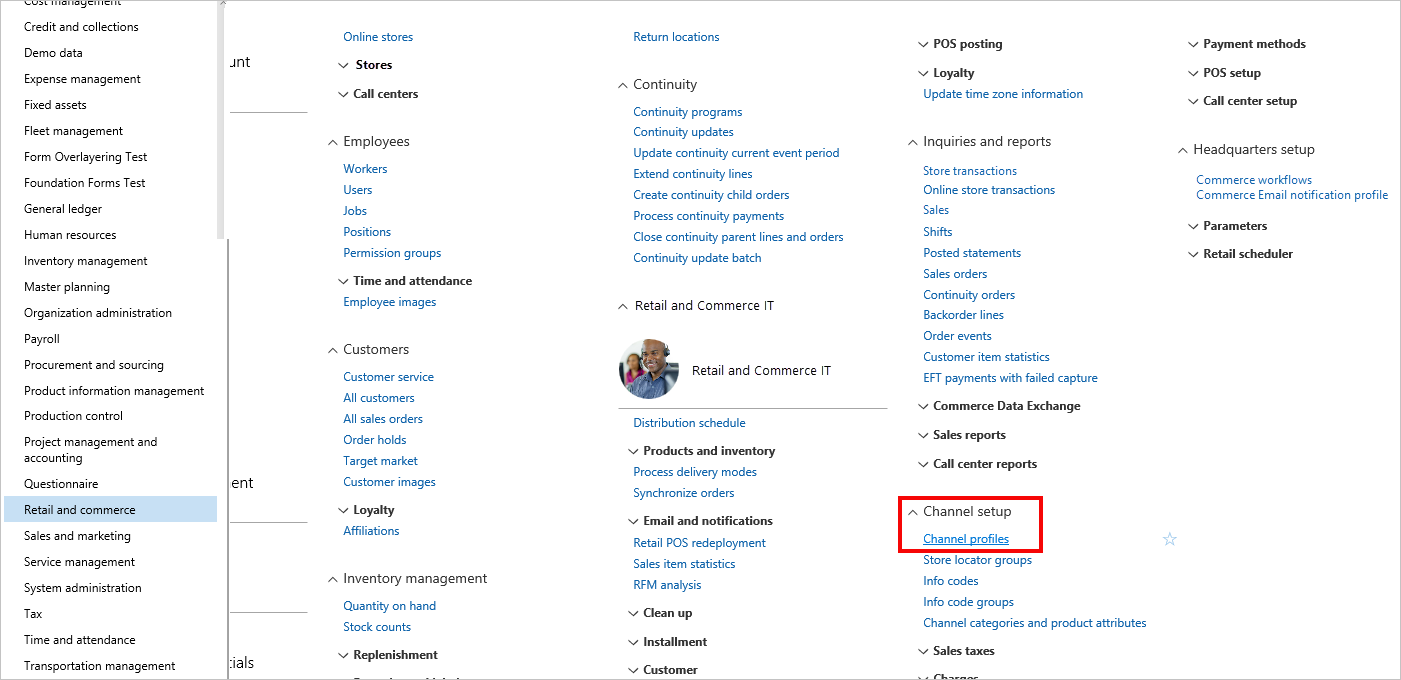 Cost management
Credit and collections
Demo data
Expense management
Fixed assets
Fleet management
Form Overlayering Test
Foundation Forms Test
General ledger
Human resources
Inventory management
Master planning
Organization administration
Payroll
Procurement and sourcing
Product information management
Production control
Project management and
accounting
Questionnaire
Retail and commerce
Sales and marketing
Service management
System administration
Tax
Time and attendance
Transportation management
unt
ent
tials
Online stores
Stores
Call centers
Employees
Workers
Users
Jobs
Positions
Permission groups
Time and attendance
Employee images
Customers
Customer service
All customers
All sales orders
Order holds
Target market
Customer images
Loyalty
Affiliations
Inventory management
Quantity on hand
Stock counts
Replenishment
Return locations
Continuity
Continuity programs
Continuity updates
Update continuity current event period
Extend continuity lines
Create continuity child orders
Process continuity payments
Close continuity parent lines and orders
Continuity update batch
Retail and Commerce IT
Retail and Commerce IT
Distribution schedule
Products and inventory
Process delivery modes
Synchronize orders
Email and notifications
Retail POS redeployment
Sales item statistics
RFM analysis
Clean up
Installment
Customer
POS posting
Loyalty
Update time zone information
Inquiries and reports
Store transactions
Online store transactions
Sales
Shifts
Posted statements
Sales orders
Continuity orders
Backorder lines
Order events
Customer item statistics
EFT payments with failed capture
Commerce Data Exchange
Sales reports
Call center reports
Channel setup
Channel profiles
Store locator groups
Info codes
Info code groups
Channel categories and product attributes
Sales taxes
Charges
Payment methods
POS setup
Call center setup
Headquarters setup
Commerce workflows
Commerce Email notification profile
Parameters
Retail scheduler